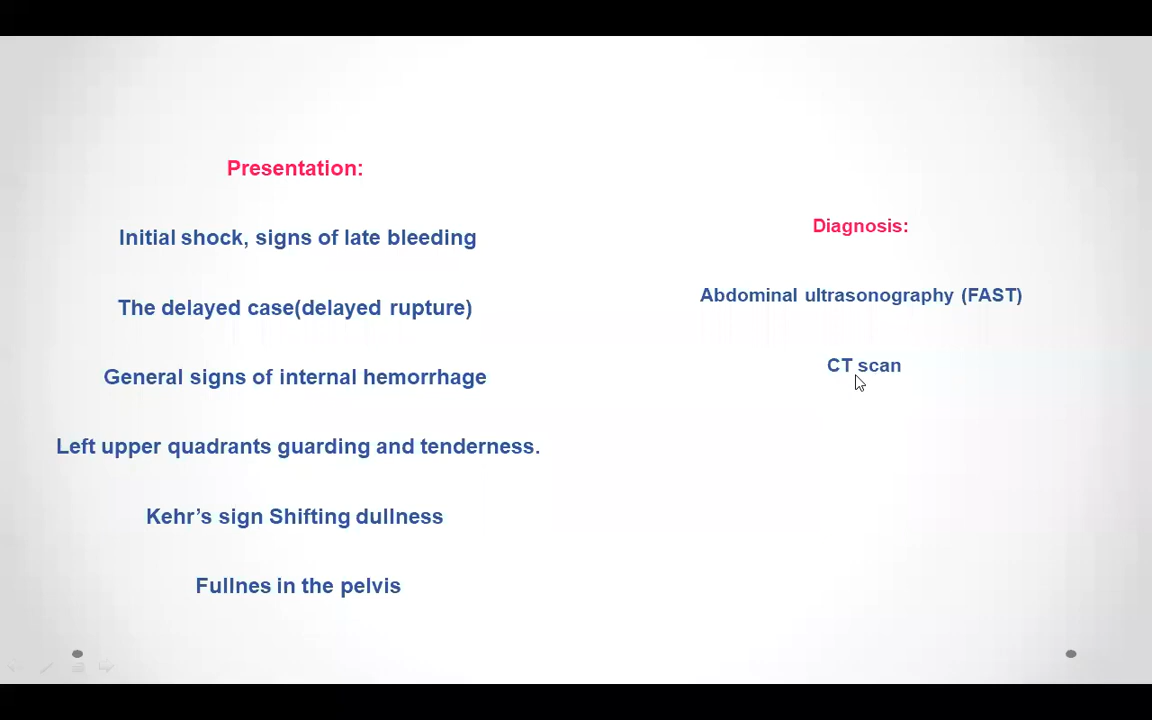 Presentation:
Initial shock, signs of late bleeding
The delayed case(delayed rupture)
General signs of internal hemorrhage
Left upper quadrants guarding and tenderness.
Kehr’s sign Shifting dullness
Fullnes in the pelvis
Diagnosis:
Abdominal ultrasonography (FAST)
CT scan